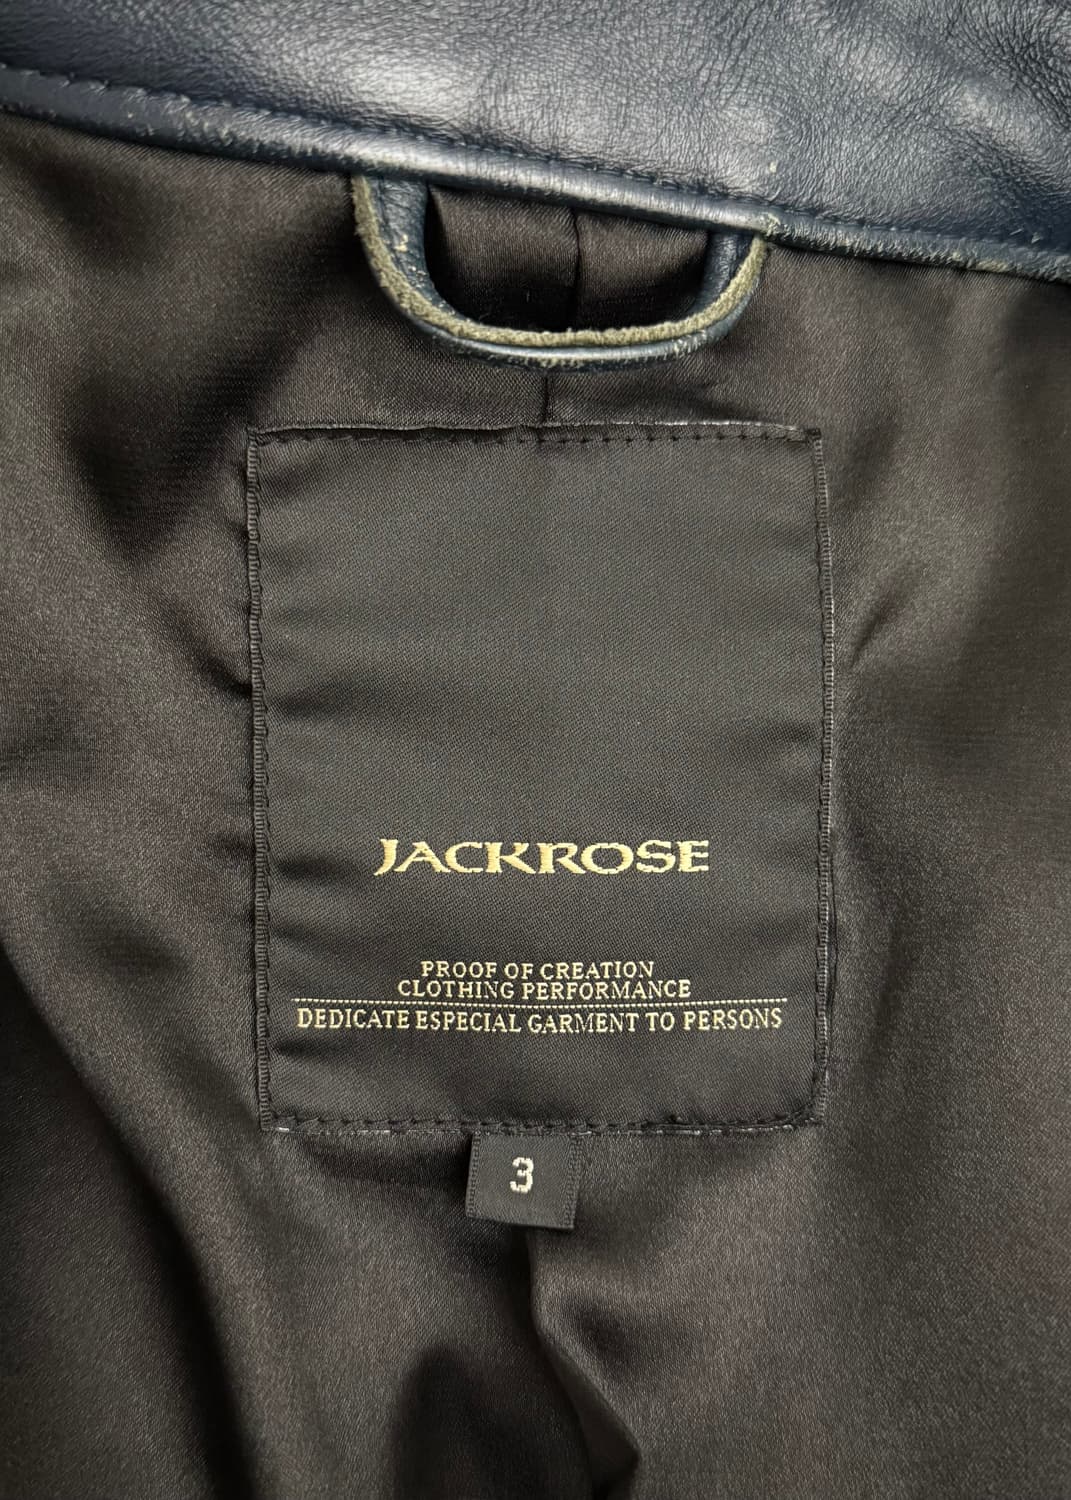 JACKROSE
PROOF OF CREATION
CLOTHING PERFORMANCE
DEDICATE ESPECIAL GARMENT TO PERSONS
3